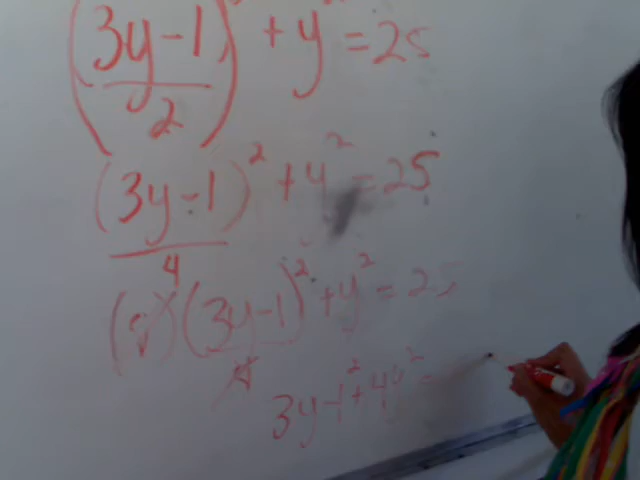 (3y-1/2)² + y² = 25
(3y-1)²/4 + y² = 25
(3y-1)²/4 + y² = 25
3y-1² + 4y² =